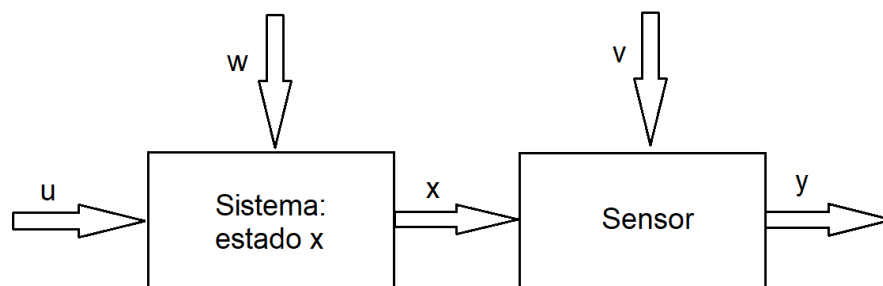 w
v
u
Sistema:
estado x
x
Sensor
y